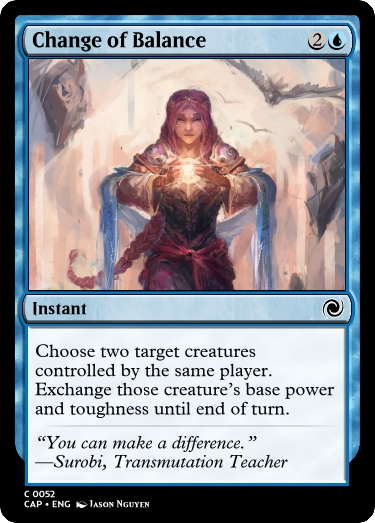 Change of Balance 2
Instant
Choose two target creatures
controlled by the same player.
Exchange those creature's base power
and toughness until end of turn.
“You can make a difference.”
—Surobi, Transmutation Teacher
C 0052
CAP • ENG Jason Nguyen